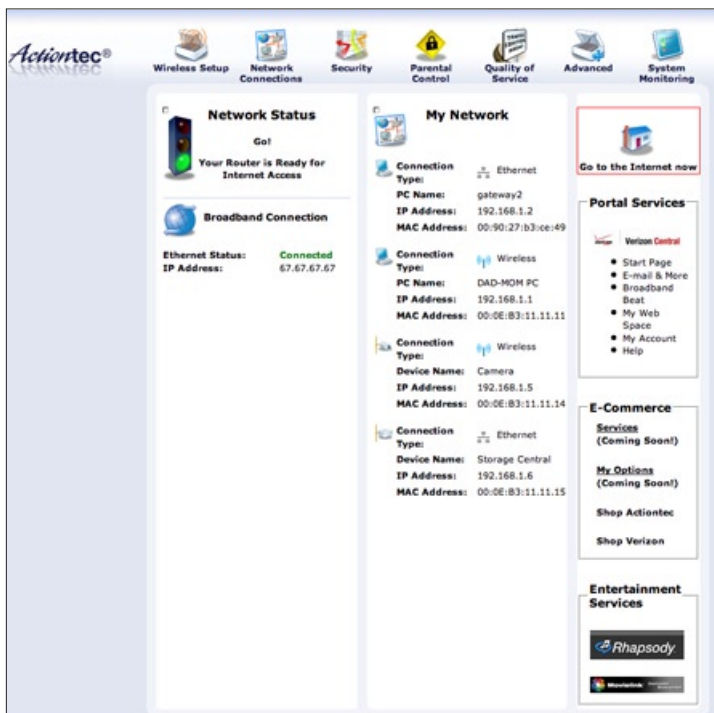 Actiontec®
Wireless Setup
Network
Connections
Security
Parental
Control
Quality of
Service
Advanced
System
Monitoring
Network Status
Go!
Your Router is Ready for
Internet Access
Broadband Connection
Ethernet Status: Connected
IP Address: 67.67.67.67
My Network
Connection
Type: Ethernet
PC Name: gateway2
IP Address: 192.168.1.2
MAC Address: 00:90:27:b3:ce:49
Connection
Type: Wireless
PC Name: DAD-MOM PC
IP Address: 192.168.1.1
MAC Address: 00:0E:B3:11.11.11
Connection
Type: Wireless
Device Name: Camera
IP Address: 192.168.1.5
MAC Address: 00:0E:B3:11.11.14
Connection
Type: Ethernet
Device Name: Storage Central
IP Address: 192.168.1.6
MAC Address: 00:0E:B3:11.11.15
Go to the Internet now
Portal Services
Verizon Central
Start Page
E-mail & More
Broadband
Beat
My Web
Space
My Account
Help
E-Commerce
Services
(Coming Soon!)
My Options
(Coming Soon!)
Shop Actiontec
Shop Verizon
Entertainment
Services
Rhapsody
Movielink